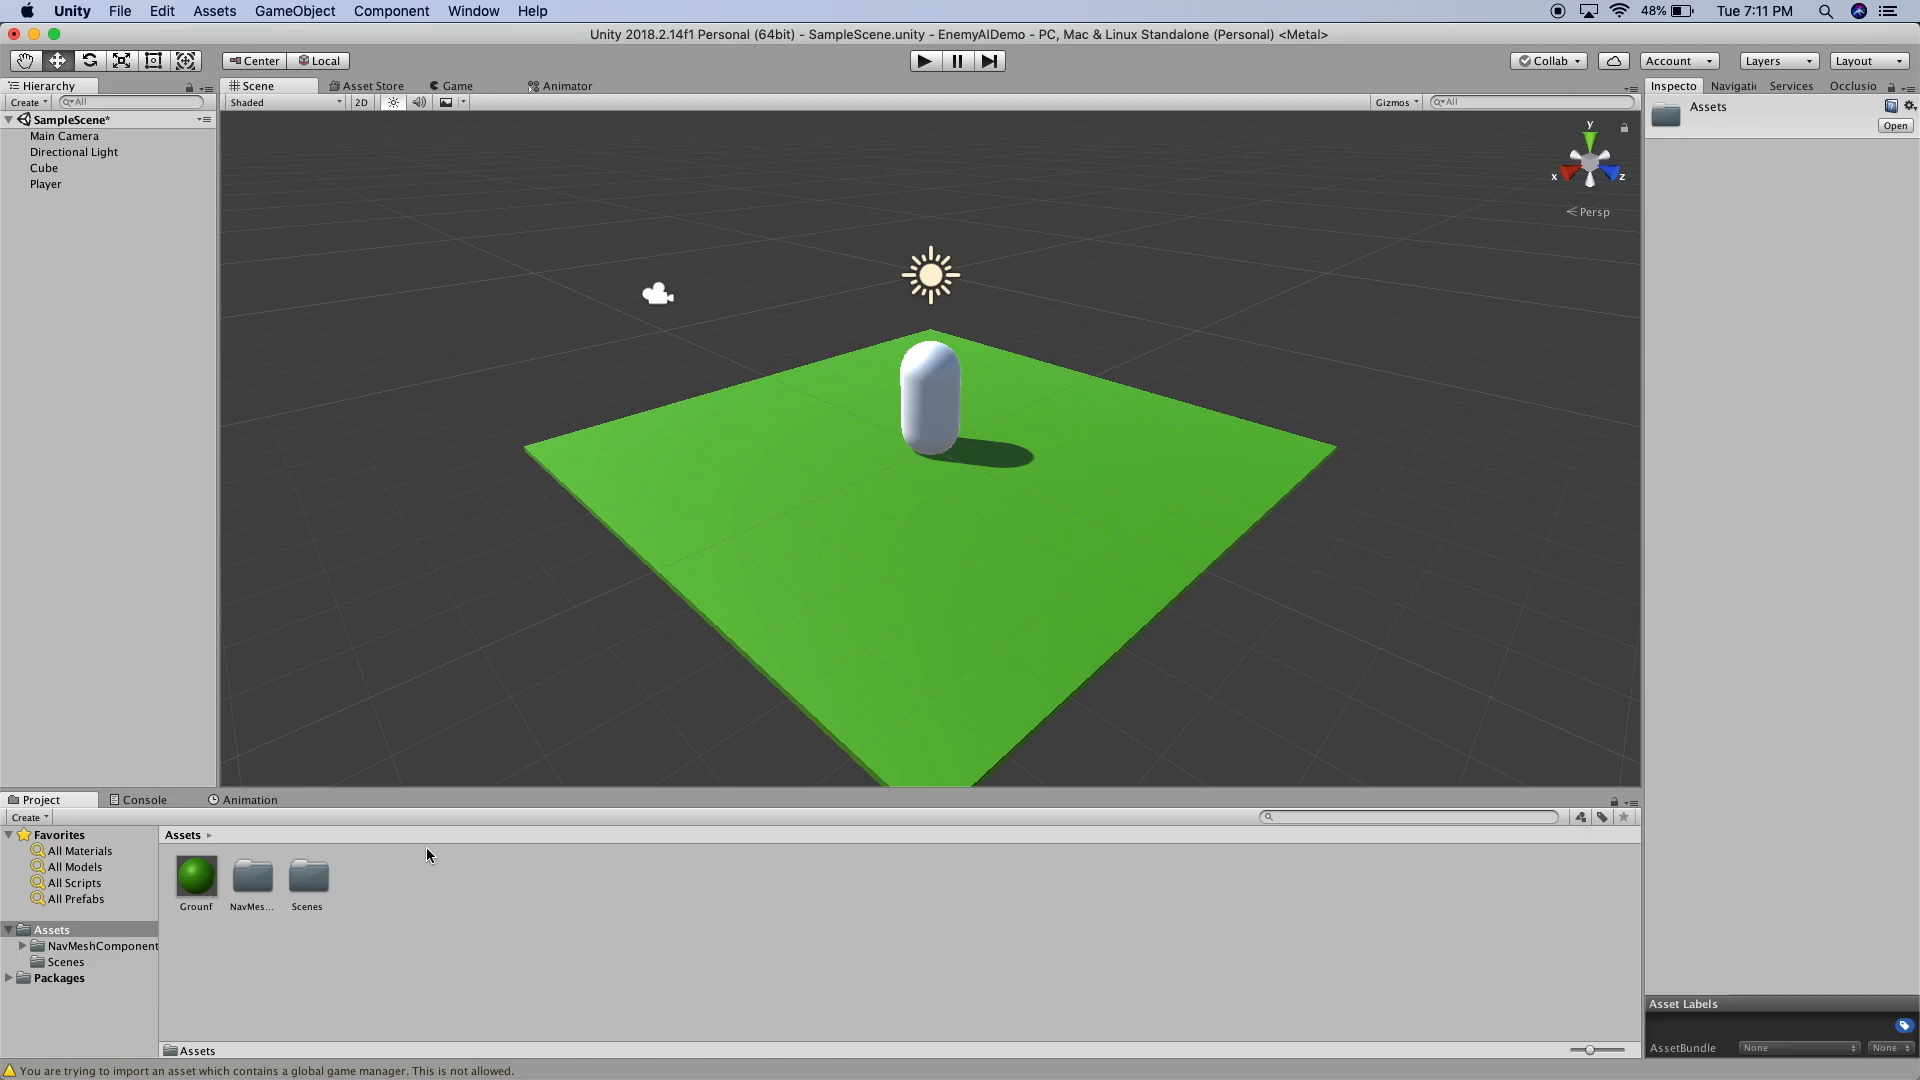 Unity File Edit Assets GameObject Component Window Help 48% Tue 7:11 PM
Unity 2018.2.14f1 Personal (64bit) - SampleScene.unity - EnemyAIDemo - PC, Mac & Linux Standalone (Personal) <Metal>
Center Local Collab Account Layers Layout
Hierarchy Scene Asset Store Game Animator Inspecto Navigati Services Occlusio
Create All Shaded 2D Gizmos All Assets
Open
SampleScene*
Main Camera
Directional Light
Cube
Player
y
x z
Persp
Project Console Animation
Create
Favorites Assets
All Materials
All Models
All Scripts
All Prefabs
Grounf NavMes... Scenes
Assets
NavMeshComponent
Scenes
Packages
Asset Labels
Assets
AssetBundle None None
You are trying to import an asset which contains a global game manager. This is not allowed.